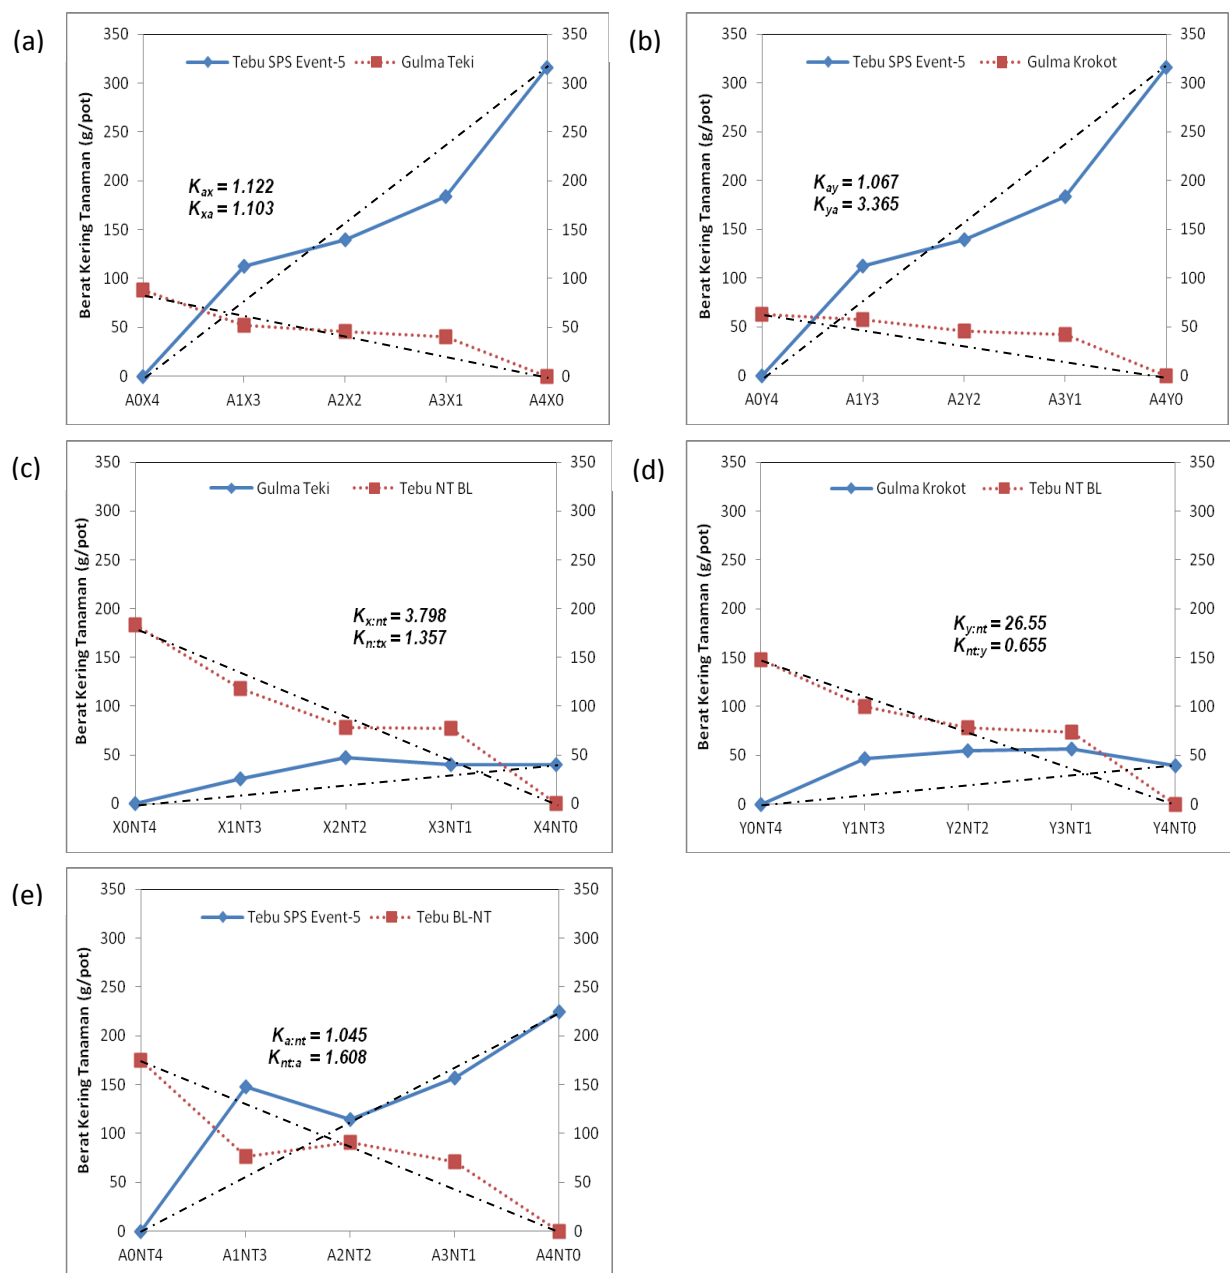 (a)
Tebu SPS Event-5 Gulma Teki
Berat Kering Tanaman (g/pot)
350 350
300 300
250 250
200 200
150 150
100 100
50 50
0 0
Kax = 1.122
Kxa = 1.103
A0X4 A1X3 A2X2 A3X1 A4X0
(b)
Tebu SPS Event-5 Gulma Krokot
Berat Kering Tanaman (g/pot)
350 350
300 300
250 250
200 200
150 150
100 100
50 50
0 0
Kay = 1.067
Kya = 3.365
A0Y4 A1Y3 A2Y2 A3Y1 A4Y0
(c)
Gulma Teki Tebu NT BL
Berat Kering Tanaman (g/pot)
350 350
300 300
250 250
200 200
150 150
100 100
50 50
0 0
Kx:nt = 3.798
Kn:tx = 1.357
X0NT4 X1NT3 X2NT2 X3NT1 X4NT0
(d)
Gulma Krokot Tebu NT BL
Berat Kering Tanaman (g/pot)
350 350
300 300
250 250
200 200
150 150
100 100
50 50
0 0
Ky:nt = 26.55
Knt:y = 0.655
Y0NT4 Y1NT3 Y2NT2 Y3NT1 Y4NT0
(e)
Tebu SPS Event-5 Tebu BL-NT
Berat Kering Tanaman (g/pot)
350 350
300 300
250 250
200 200
150 150
100 100
50 50
0 0
Ka:nt = 1.045
Knt:a = 1.608
A0NT4 A1NT3 A2NT2 A3NT1 A4NT0